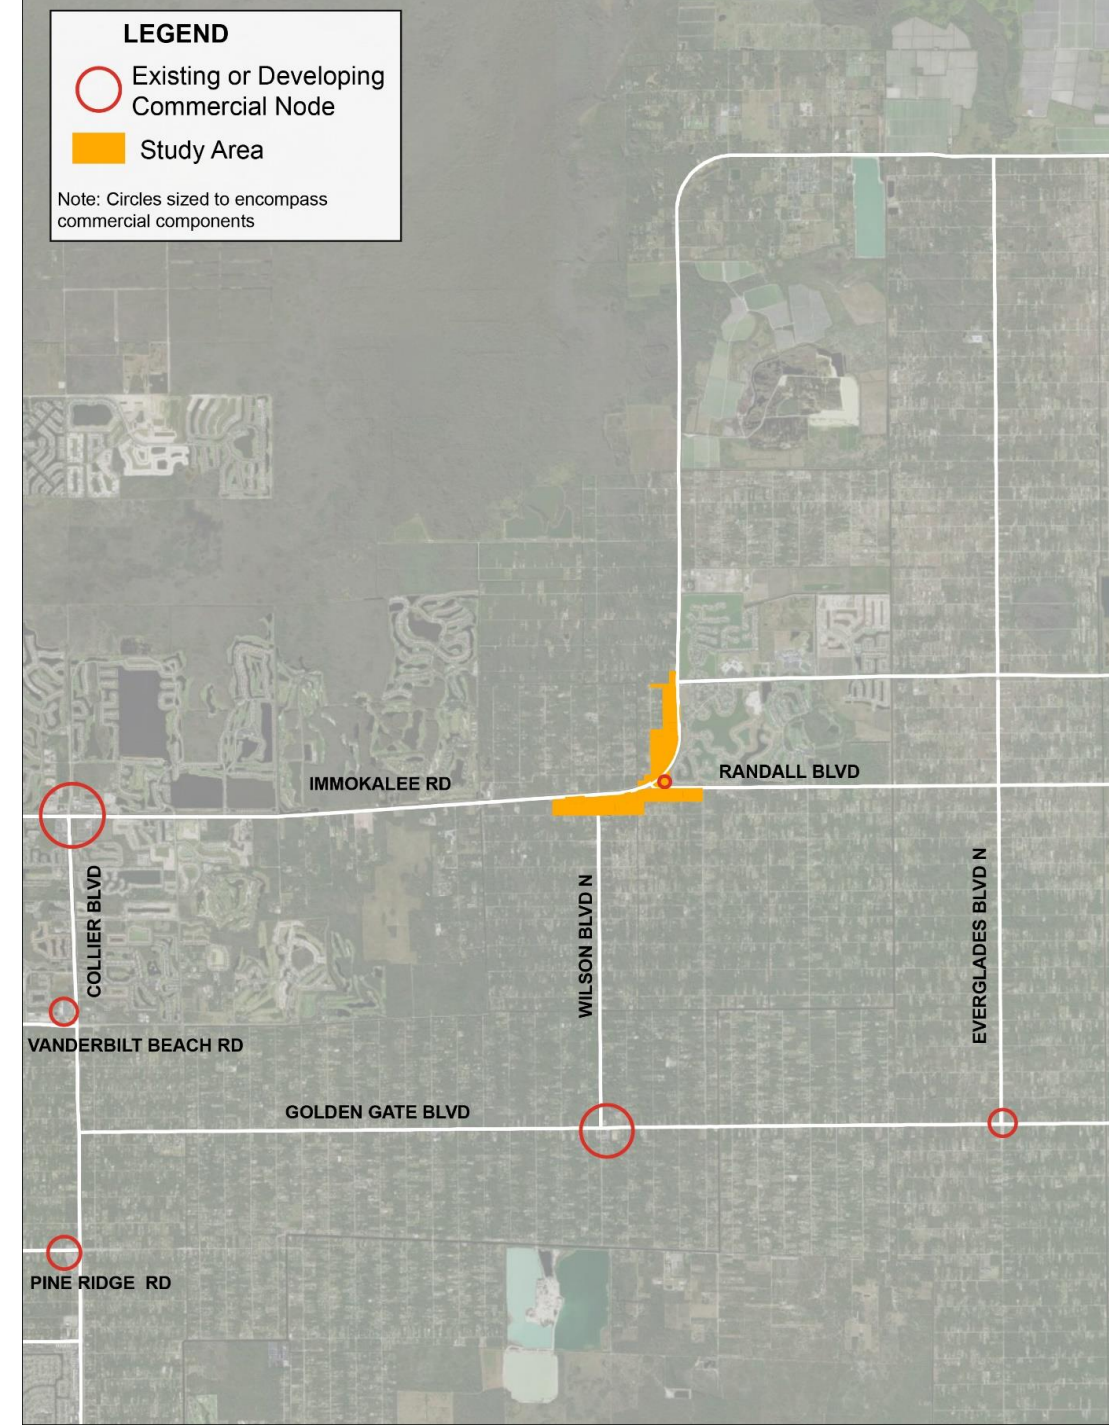 LEGEND
Existing or Developing
Commercial Node
Study Area
Note: Circles sized to encompass
commercial components
IMMOKALEE RD
RANDALL BLVD
COLLIER BLVD
WILSON BLVD N
EVERGLADES BLVD N
VANDERBILT BEACH RD
GOLDEN GATE BLVD
PINE RIDGE  RD